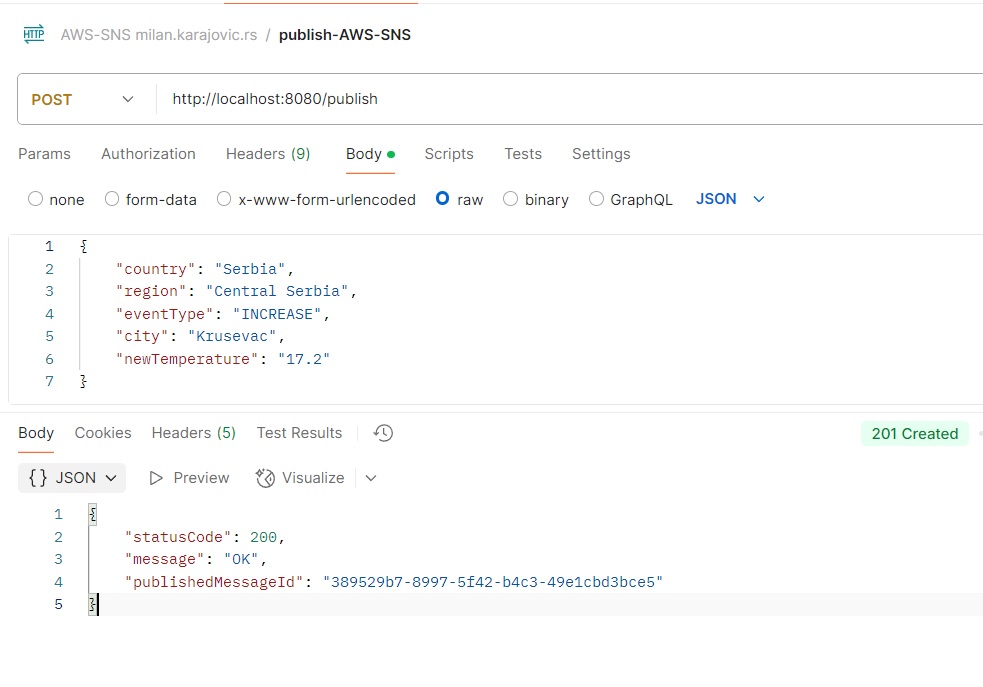 HTTP AWS-SNS milan.karajovic.rs / publish-AWS-SNS
POST http://localhost:8080/publish
Params Authorization Headers (9) Body Scripts Tests Settings
none form-data x-www-form-urlencoded raw binary GraphQL JSON
1 {
2 "country": "Serbia",
3 "region": "Central Serbia",
4 "eventType": "INCREASE",
5 "city": "Krusevac",
6 "newTemperature": "17.2"
7 }
Body Cookies Headers (5) Test Results 201 Created
{} JSON Preview Visualize
1 {
2 "statusCode": 200,
3 "message": "OK",
4 "publishedMessageId": "389529b7-8997-5f42-b4c3-49e1cbd3bce5"
5 }